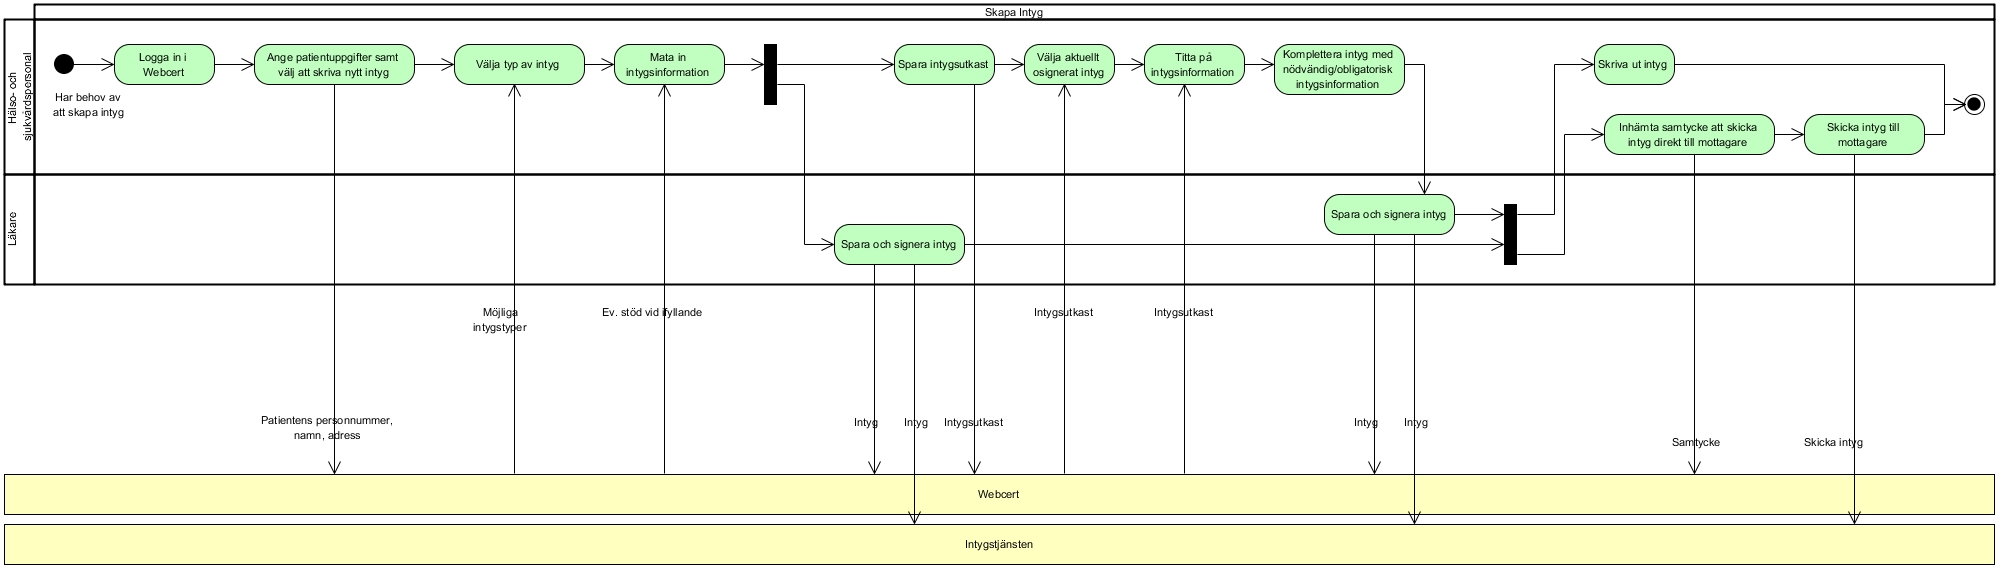 Skapa Intyg
Hälso- och
sjukvårdspersonal
Logga in i
Webcert
Ange patientuppgifter samt
välj att skriva nytt intyg
Välja typ av intyg
Mata in
intygsinformation
Spara intygsutkast
Välja aktuellt
osignerat intyg
Titta på
intygsinformation
Komplettera intyg med
nödvändig/obligatorisk
intygsinformation
Skriva ut intyg
Har behov av
att skapa intyg
Inhämta samtycke att skicka
intyg direkt till mottagare
Skicka intyg till
mottagare
Läkare
Spara och signera intyg
Spara och signera intyg
Möjliga
intygstyper
Ev. stöd vid ifyllande
Intygsutkast
Intygsutkast
Patientens personnummer,
namn, adress
Intyg
Intyg
Intygsutkast
Intyg
Intyg
Samtycke
Skicka intyg
Webcert
Intygstjänsten